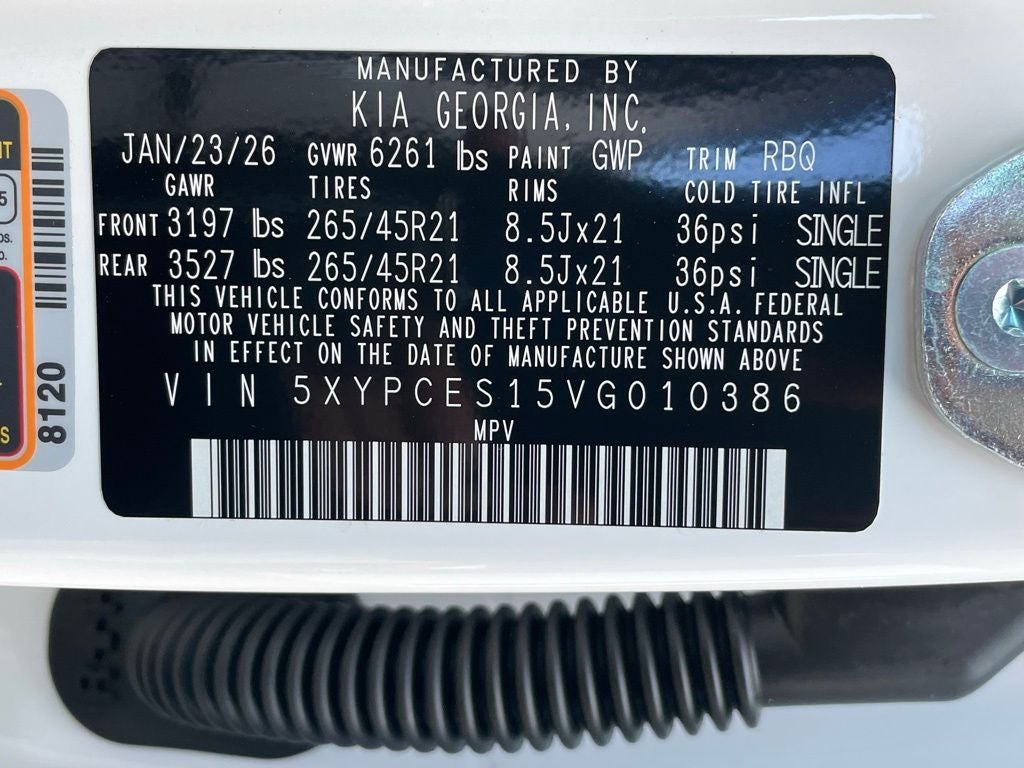 MANUFACTURED BY
KIA GEORGIA, INC.
JAN/23/26 GVWR 6261 lbs PAINT GWP TRIM RBQ
GAWR TIRES RIMS COLD TIRE INFL
FRONT 3197 lbs 265/45R21 8.5Jx21 36psi SINGLE
REAR 3527 lbs 265/45R21 8.5Jx21 36psi SINGLE
THIS VEHICLE CONFORMS TO ALL APPLICABLE U.S.A. FEDERAL
MOTOR VEHICLE SAFETY AND THEFT PREVENTION STANDARDS
IN EFFECT ON THE DATE OF MANUFACTURE SHOWN ABOVE
VIN 5XYPCES15VG010386
MPV
8120